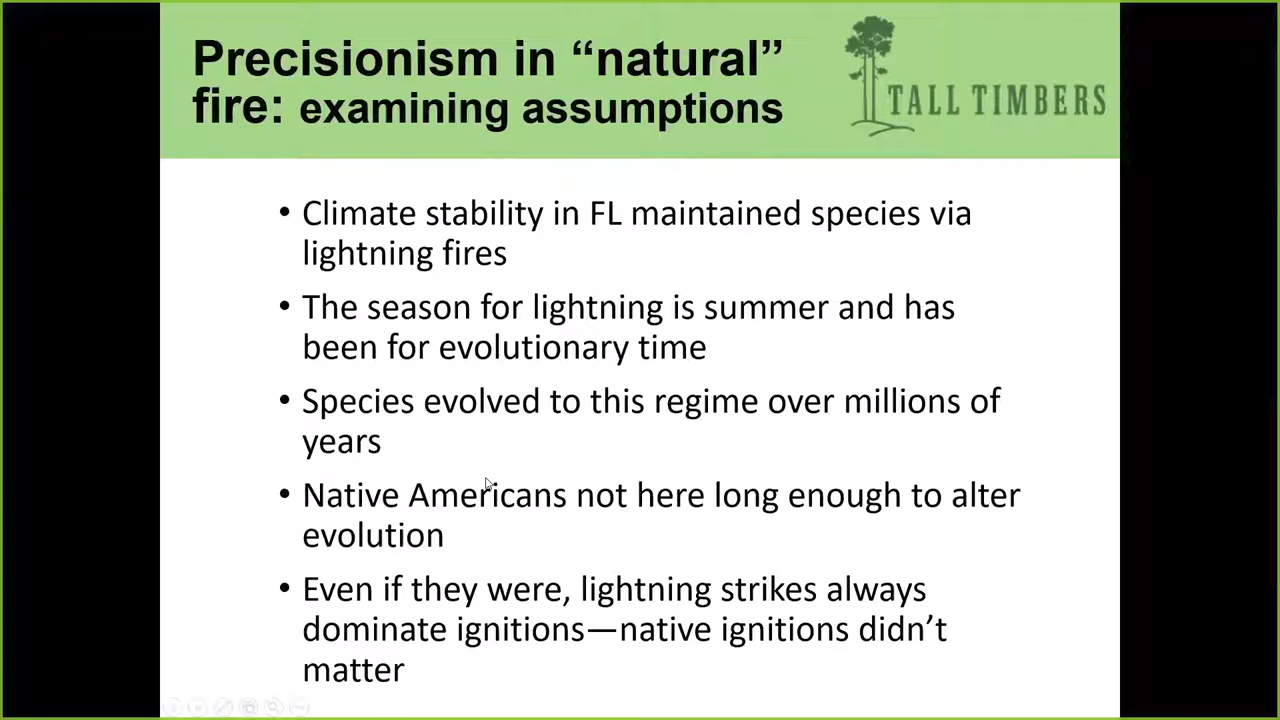 Precisionism in “natural”
fire: examining assumptions
TALL TIMBERS
• Climate stability in FL maintained species via
lightning fires
• The season for lightning is summer and has
been for evolutionary time
• Species evolved to this regime over millions of
years
• Native Americans not here long enough to alter
evolution
• Even if they were, lightning strikes always
dominate ignitions—native ignitions didn’t
matter